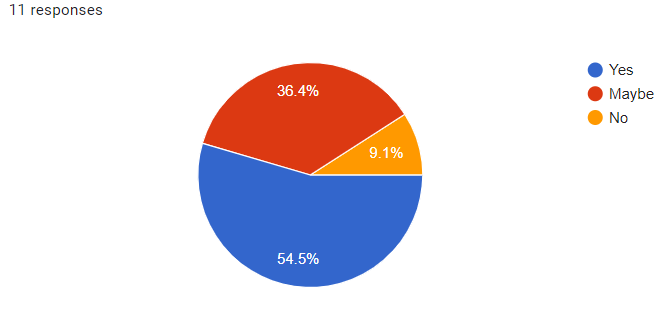 11 responses
36.4%
9.1%
54.5%
Yes
Maybe
No